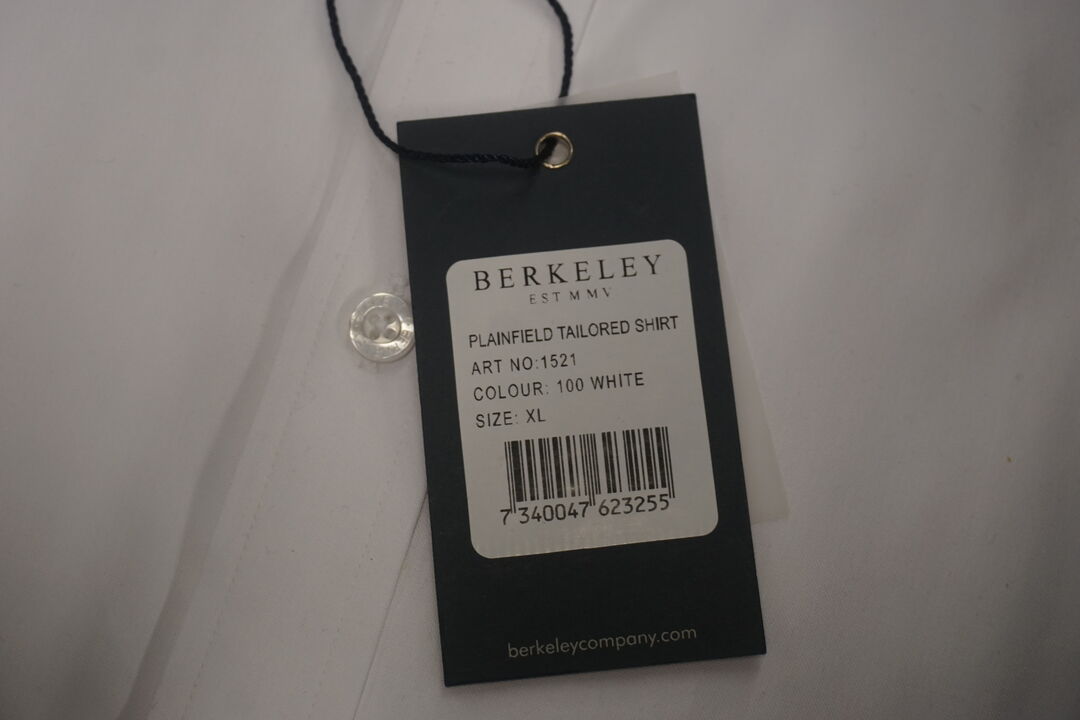 BERKELEY
EST MMV
PLAINFIELD TAILORED SHIRT
ART NO:1521
COLOUR: 100 WHITE
SIZE: XL
7 340047 623255
berkeleycompany.com